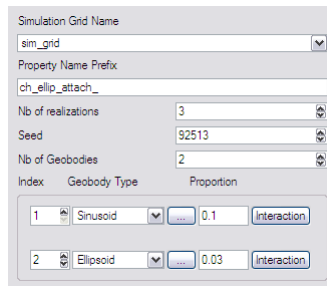 Simulation Grid Name
sim_grid
Property Name Prefix
ch_ellip_attach_
Nb of realizations 3
Seed 92513
Nb of Geobodies 2
Index Geobody Type Proportion
1 Sinusoid ... 0.1 Interaction
2 Ellipsoid ... 0.03 Interaction